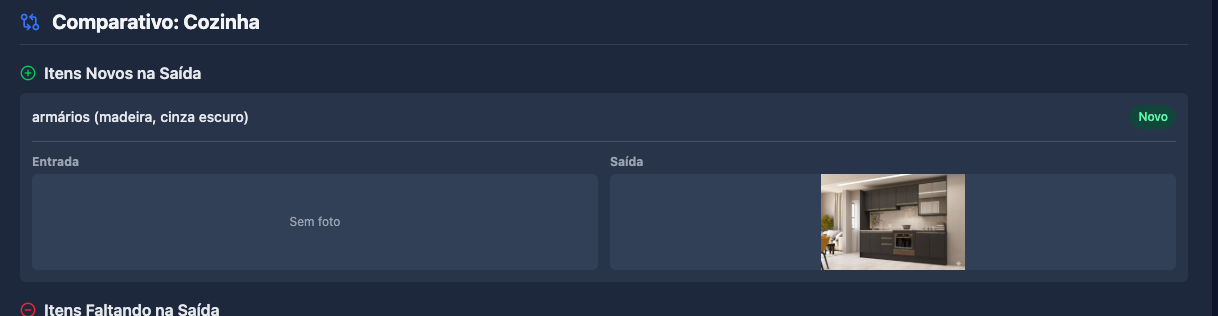 Comparativo: Cozinha
Itens Novos na Saída
armários (madeira, cinza escuro)
Novo
Entrada
Saída
Sem foto
Itens Faltando na Saída